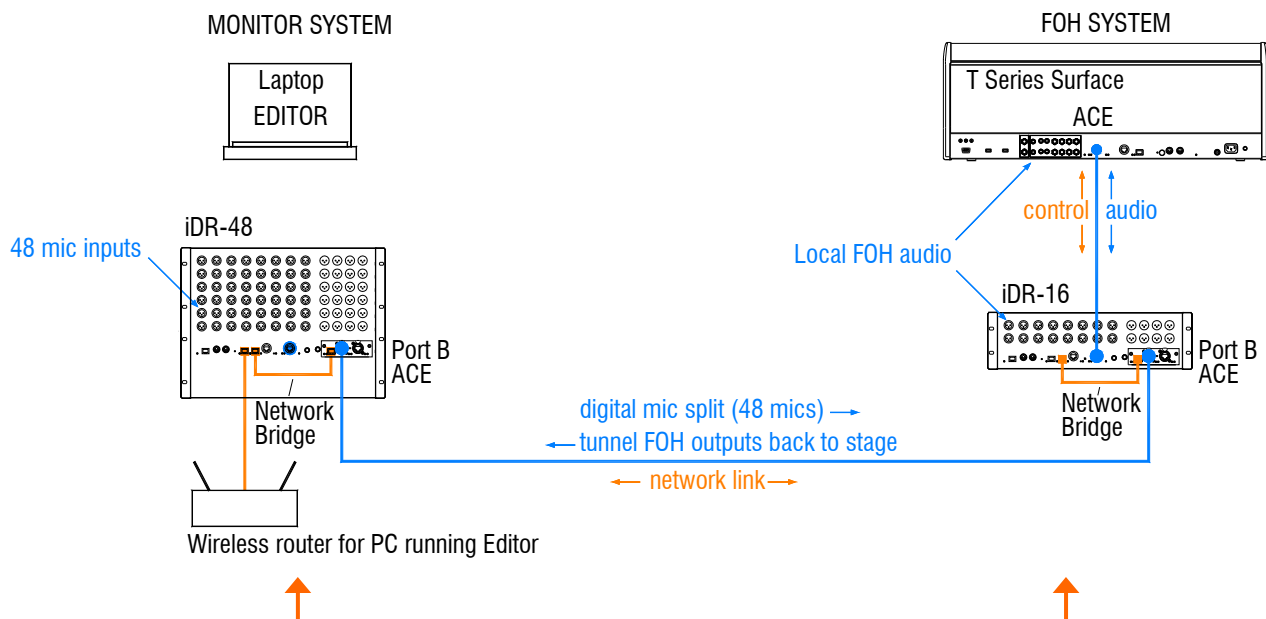 MONITOR SYSTEM
FOH SYSTEM
Laptop
EDITOR
T Series Surface
ACE
control
audio
iDR-48
48 mic inputs
Local FOH audio
iDR-16
Port B
ACE
Port B
ACE
Network
Bridge
Network
Bridge
digital mic split (48 mics)
tunnel FOH outputs back to stage
network link
Wireless router for PC running Editor